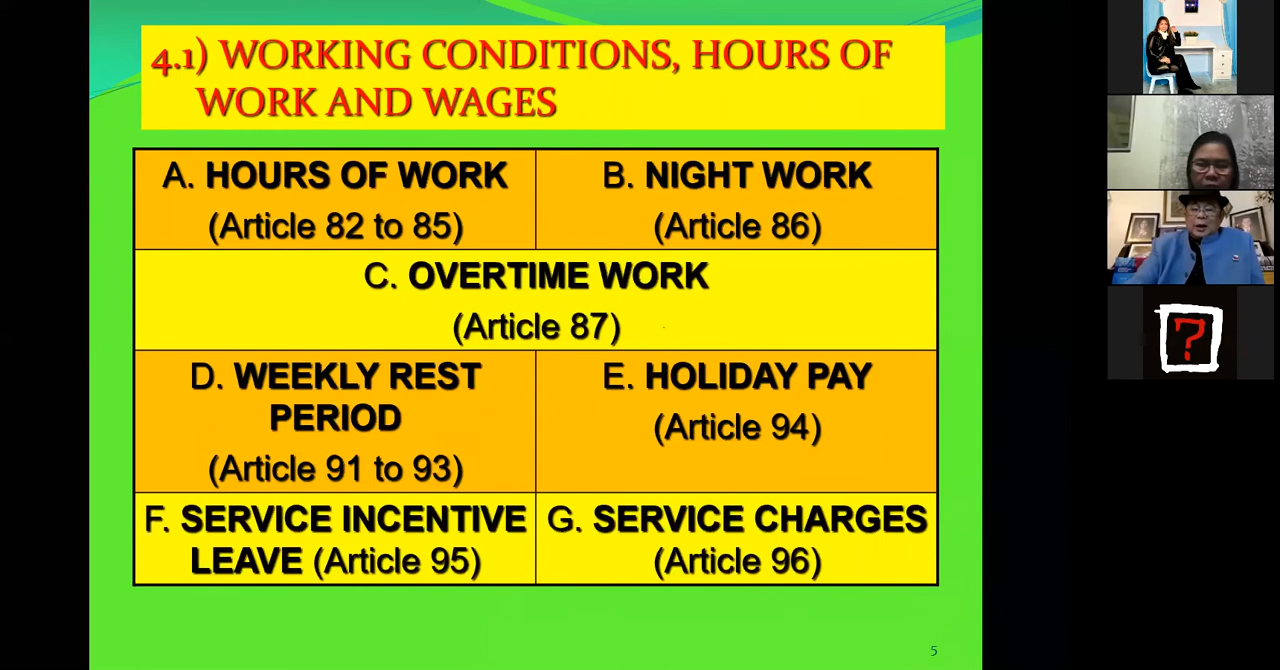 4.1) WORKING CONDITIONS, HOURS OF
WORK AND WAGES
A. HOURS OF WORK
(Article 82 to 85)
B. NIGHT WORK
(Article 86)
C. OVERTIME WORK
(Article 87)
D. WEEKLY REST
PERIOD
(Article 91 to 93)
E. HOLIDAY PAY
(Article 94)
F. SERVICE INCENTIVE
LEAVE (Article 95)
G. SERVICE CHARGES
(Article 96)
?
5